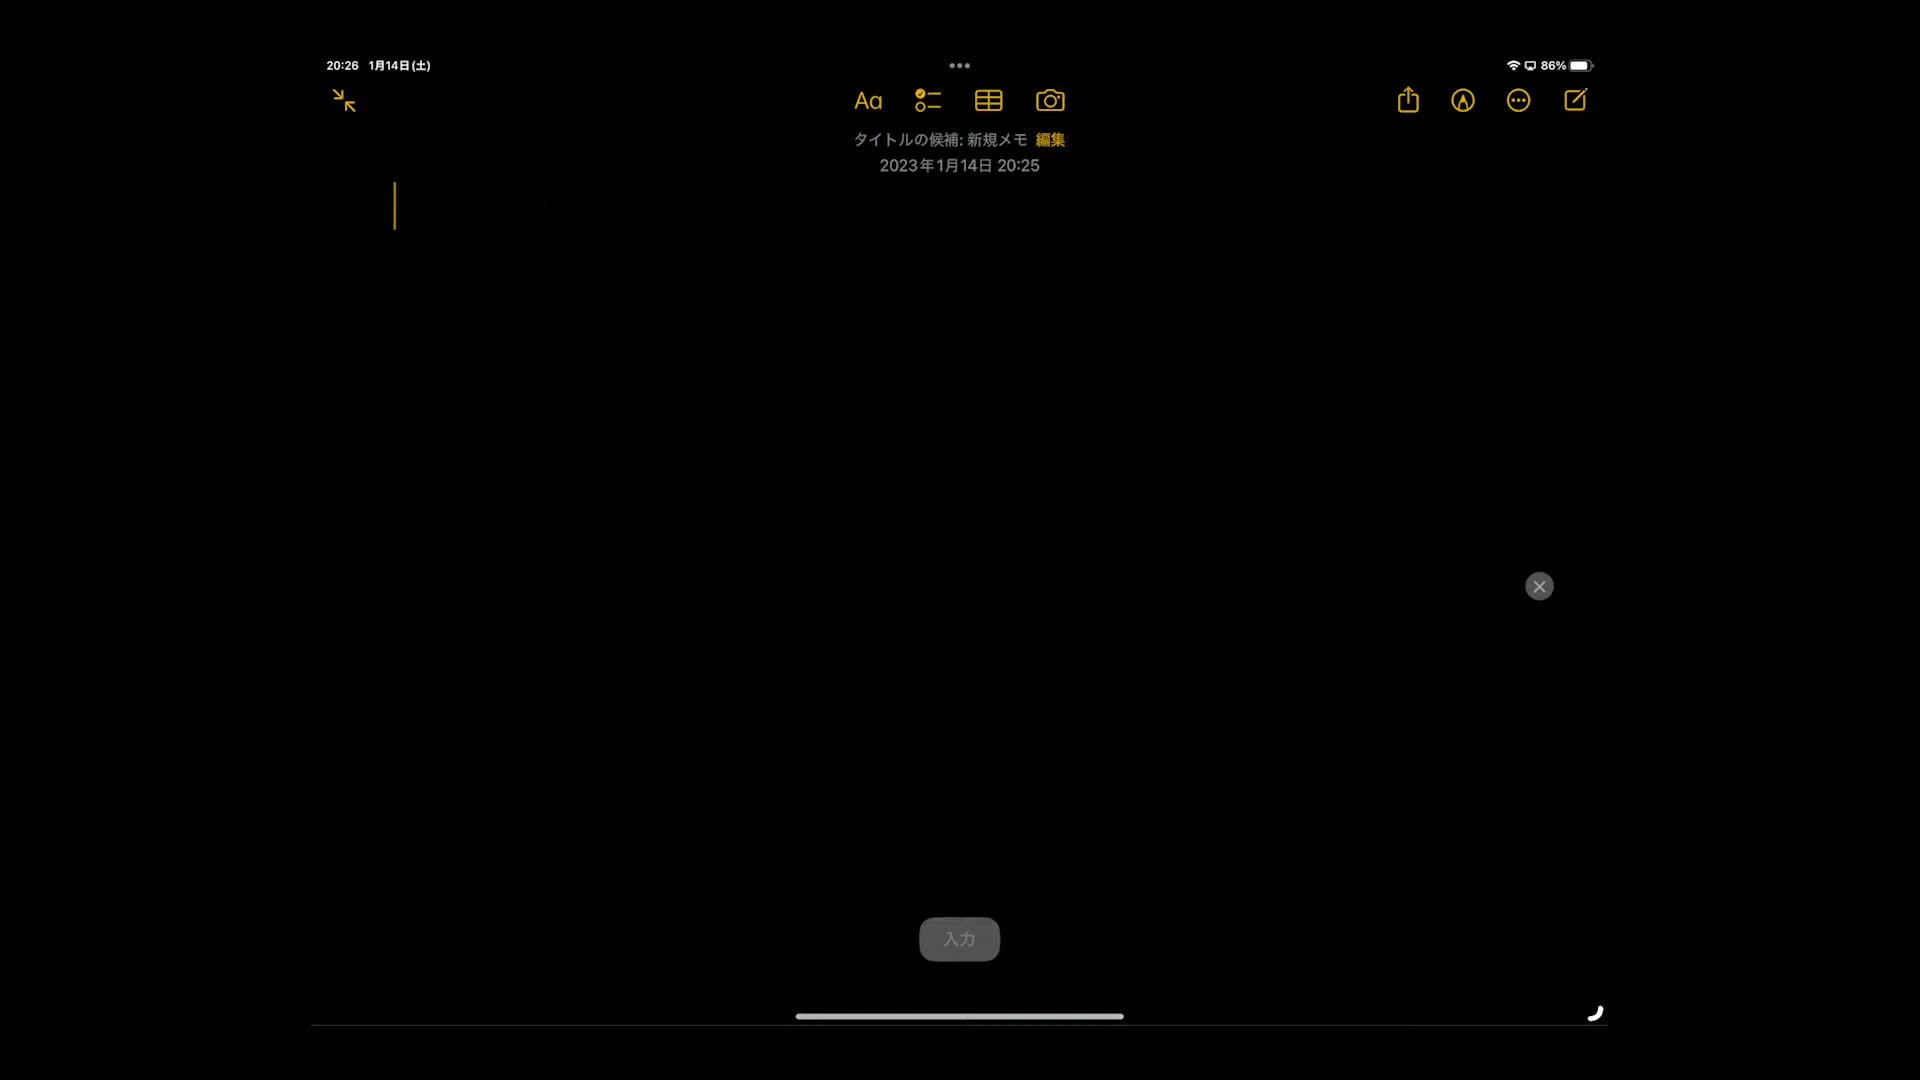 20:26 1月14日(土)
86%
Aa
タイトルの候補: 新規メモ 編集
2023年1月14日 20:25
入力